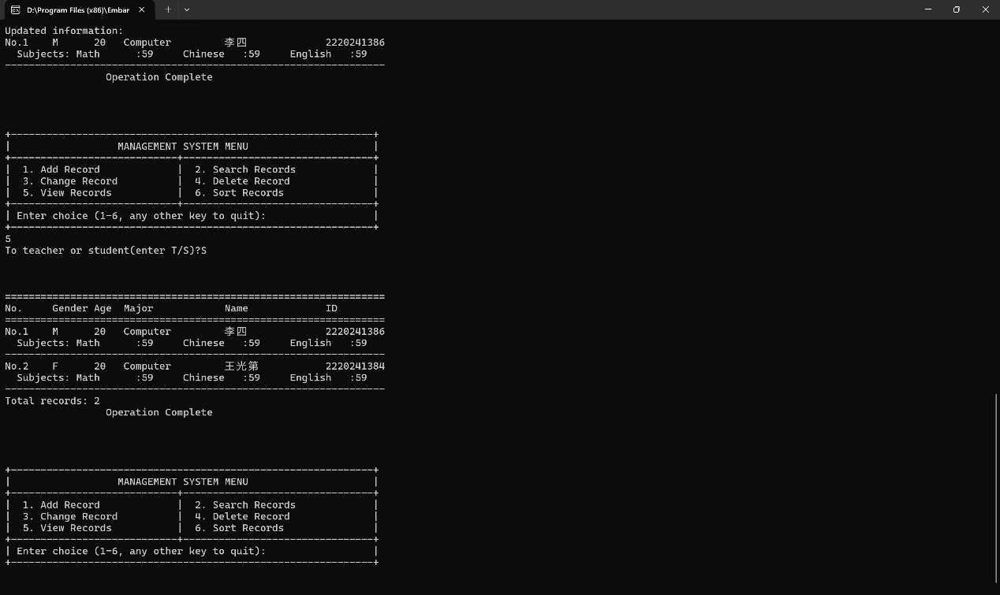 D:\Program Files (x86)\Embar
Updated information:
No.1    M      20   Computer         李四             2220241386
  Subjects: Math      :59     Chinese   :59     English   :59
----------------------------------------------------------------
                 Operation Complete
+-------------------------------------------------------------+
|                  MANAGEMENT SYSTEM MENU                     |
+----------------------------+--------------------------------+
|  1. Add Record             |  2. Search Records             |
|  3. Change Record          |  4. Delete Record              |
|  5. View Records           |  6. Sort Records               |
+----------------------------+--------------------------------+
| Enter choice (1-6, any other key to quit):                  |
+-------------------------------------------------------------+
5
To teacher or student(enter T/S)?S
================================================================
No.     Gender Age  Major            Name             ID
================================================================
No.1    M      20   Computer         李四             2220241386
  Subjects: Math      :59     Chinese   :59     English   :59
----------------------------------------------------------------
No.2    F      20   Computer         王光第           2220241384
  Subjects: Math      :59     Chinese   :59     English   :59
----------------------------------------------------------------
Total records: 2
                 Operation Complete
+-------------------------------------------------------------+
|                  MANAGEMENT SYSTEM MENU                     |
+----------------------------+--------------------------------+
|  1. Add Record             |  2. Search Records             |
|  3. Change Record          |  4. Delete Record              |
|  5. View Records           |  6. Sort Records               |
+----------------------------+--------------------------------+
| Enter choice (1-6, any other key to quit):                  |
+-------------------------------------------------------------+